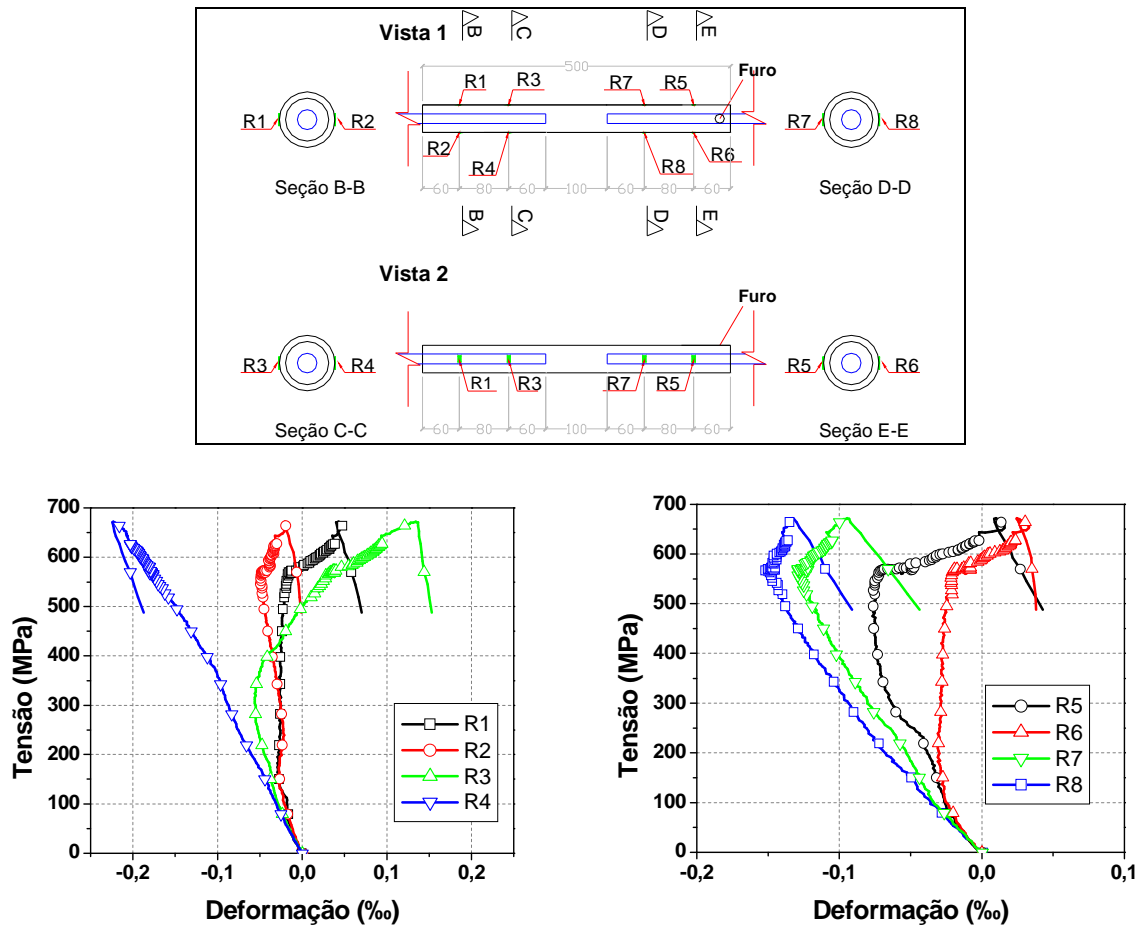 Vista 1
B
C
D
E
500
Furo
R1
R3
R7
R5
R1
R2
R7
R8
R2
R4
R8
R6
Seção B-B
Seção D-D
60
80
60
100
60
80
60
B
C
D
E
Vista 2
Furo
R3
R4
R5
R6
R1
R3
R7
R5
Seção C-C
Seção E-E
60
80
60
100
60
80
60
700
600
500
400
300
200
100
0
Tensão (MPa)
-0,2
-0,1
0,0
0,1
0,2
Deformação (‰)
R1
R2
R3
R4
700
600
500
400
300
200
100
0
Tensão (MPa)
-0,2
-0,1
0,0
0,1
Deformação (‰)
R5
R6
R7
R8